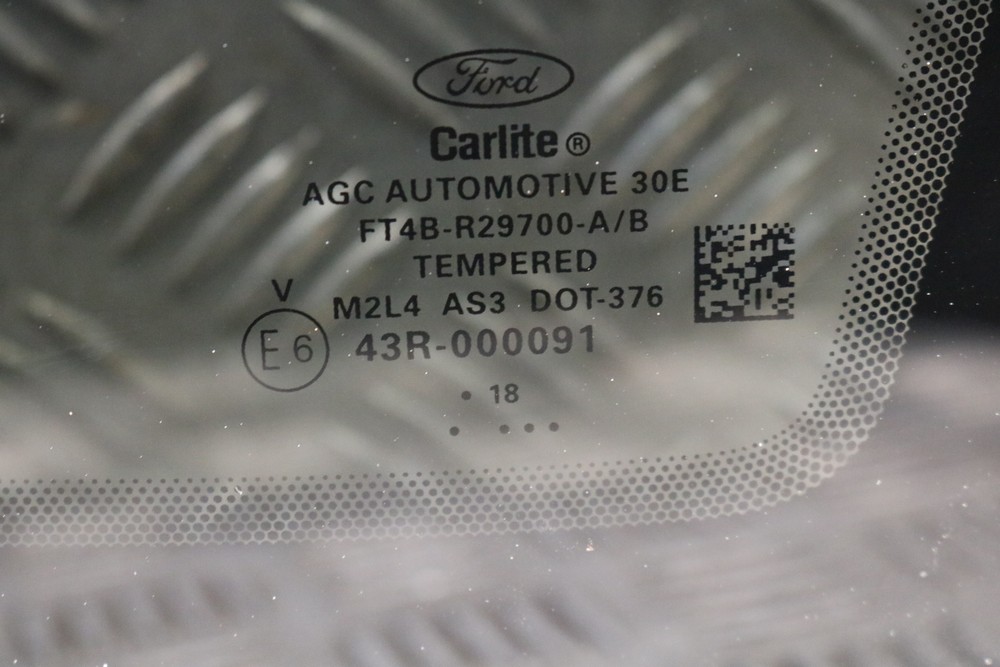 Ford
Carlite®
AGC AUTOMOTIVE 30E
FT4B-R29700-A/B
TEMPERED
V
M2L4 AS3 DOT-376
E6 43R-000091
• 18
• • • •